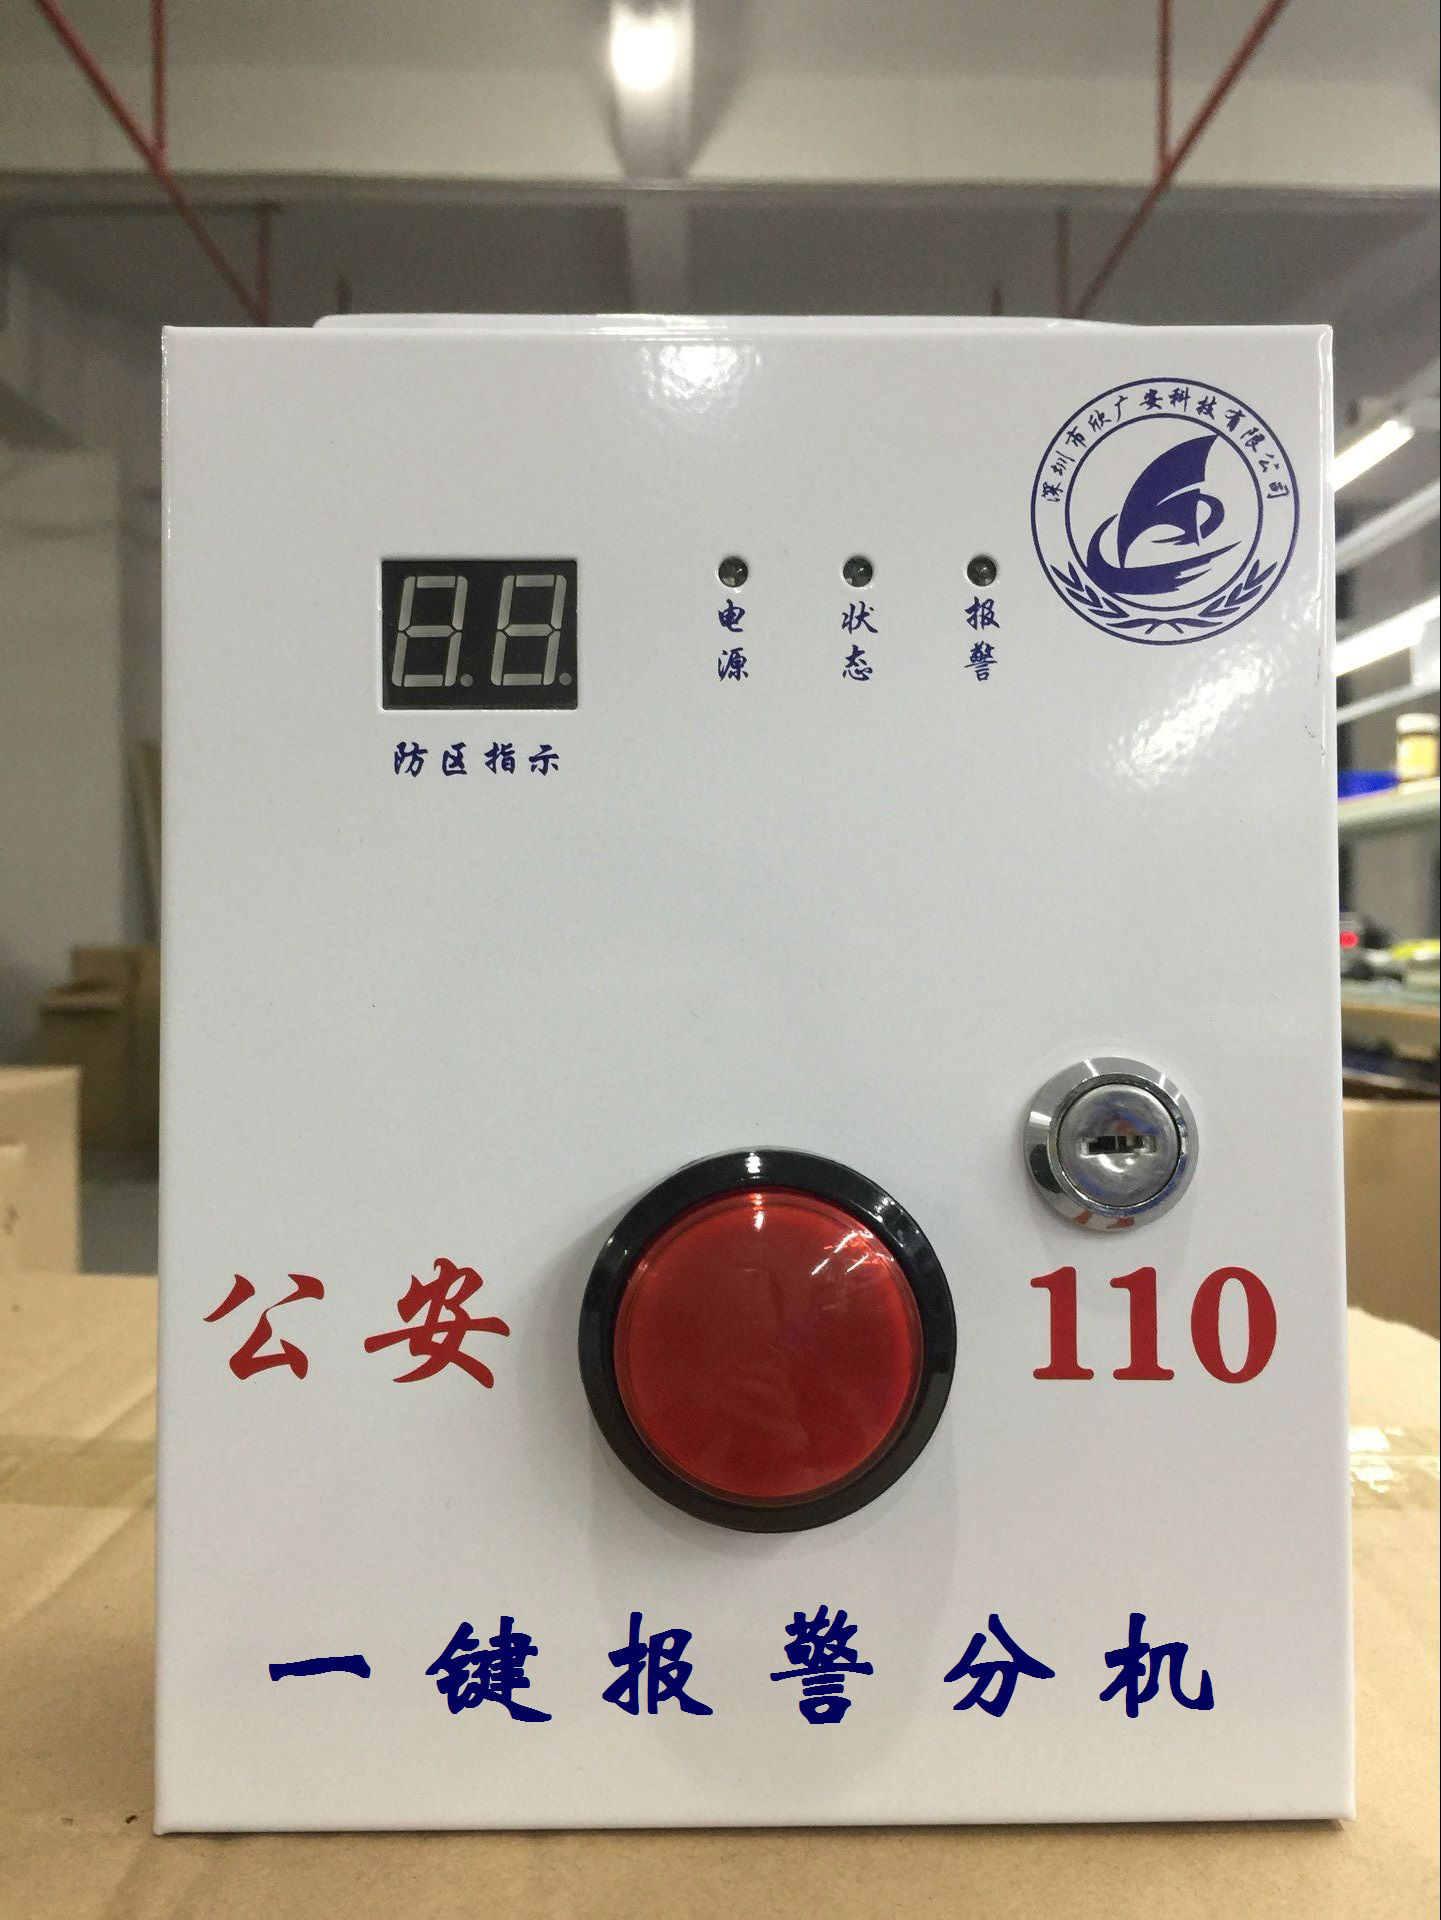 深圳市欣广安科技有限公司
88
电源
状态
报警
防区指示
公安
110
一键报警分机